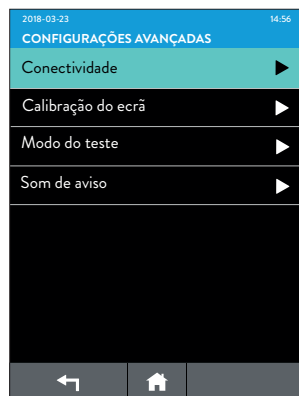 2018-03-23 14:56
CONFIGURAÇÕES AVANÇADAS
Conectividade
Calibração do ecrã
Modo do teste
Som de aviso